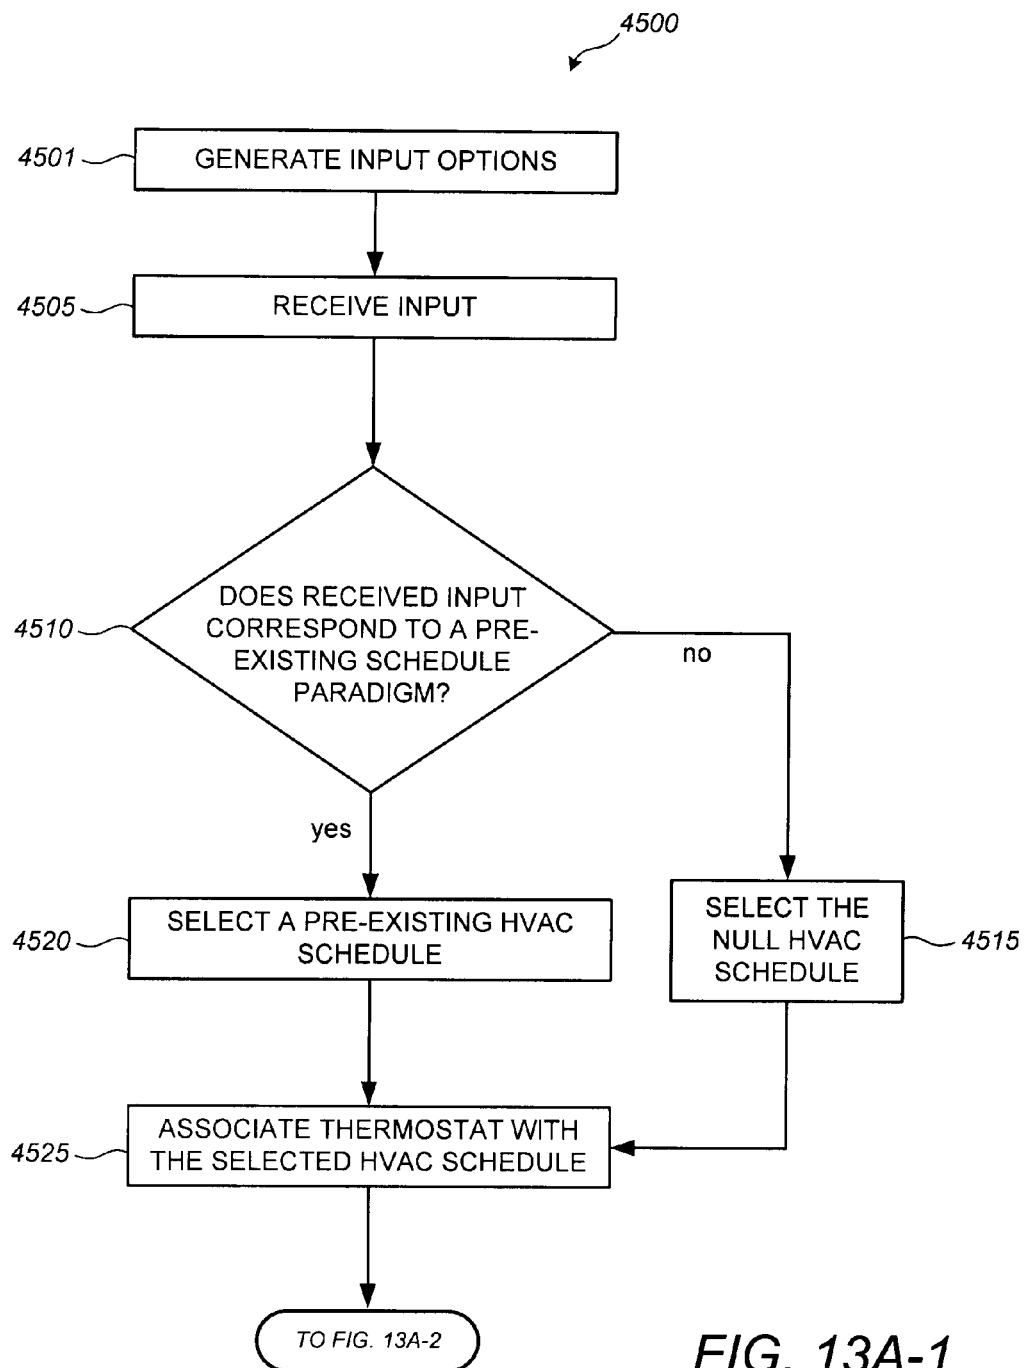 4500
4501
GENERATE INPUT OPTIONS
4505
RECEIVE INPUT
4510
DOES RECEIVED INPUT
CORRESPOND TO A PRE-
EXISTING SCHEDULE
PARADIGM?
no
yes
4520
SELECT A PRE-EXISTING HVAC
SCHEDULE
SELECT THE
NULL HVAC
SCHEDULE
4515
4525
ASSOCIATE THERMOSTAT WITH
THE SELECTED HVAC SCHEDULE
TO FIG. 13A-2
FIG. 13A-1